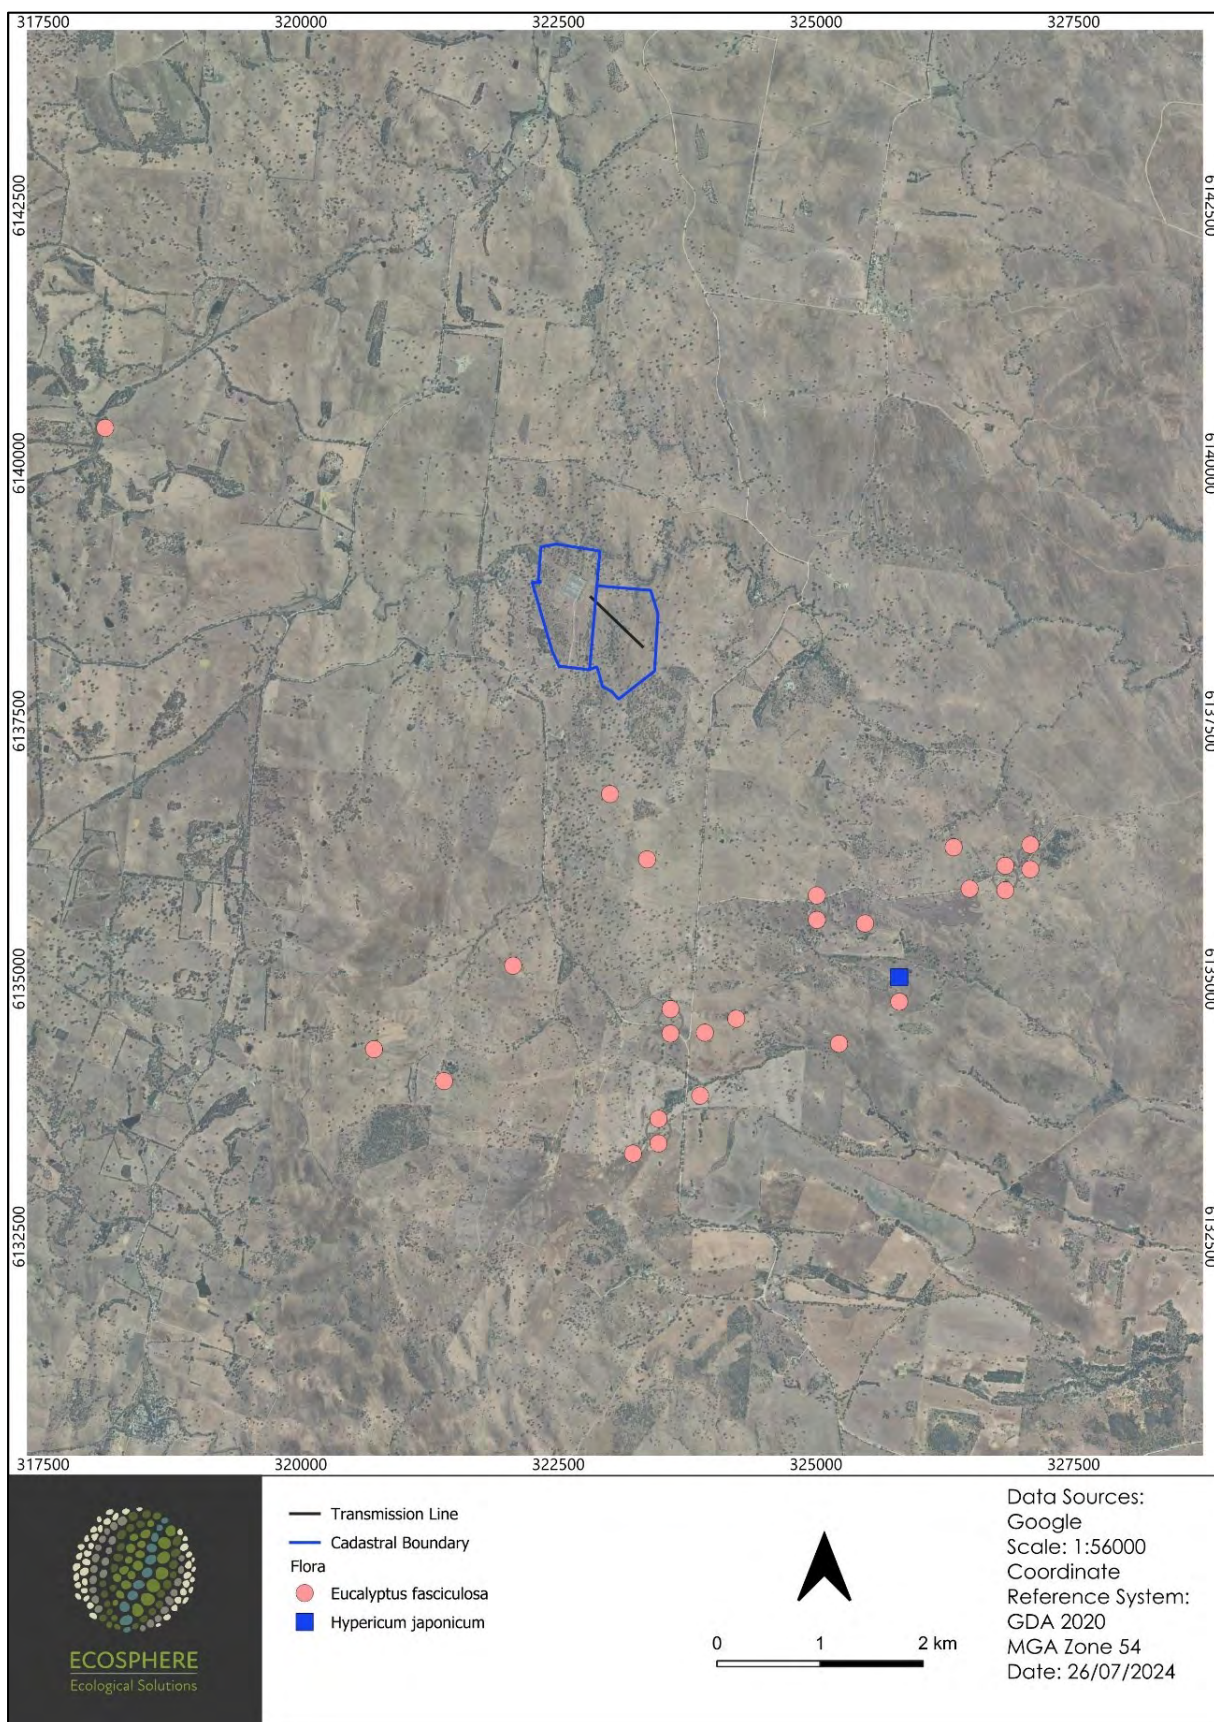 317500 320000 322500 325000 327500
6142500 6142500
6140000 6140000
6137500 6137500
6135000 6135000
6132500 6132500
317500 320000 322500 325000 327500
ECOSPHERE
Ecological Solutions
Transmission Line
Cadastral Boundary
Flora
Eucalyptus fasciculosa
Hypericum japonicum
0 1 2 km
Data Sources:
Google
Scale: 1:56000
Coordinate
Reference System:
GDA 2020
MGA Zone 54
Date: 26/07/2024